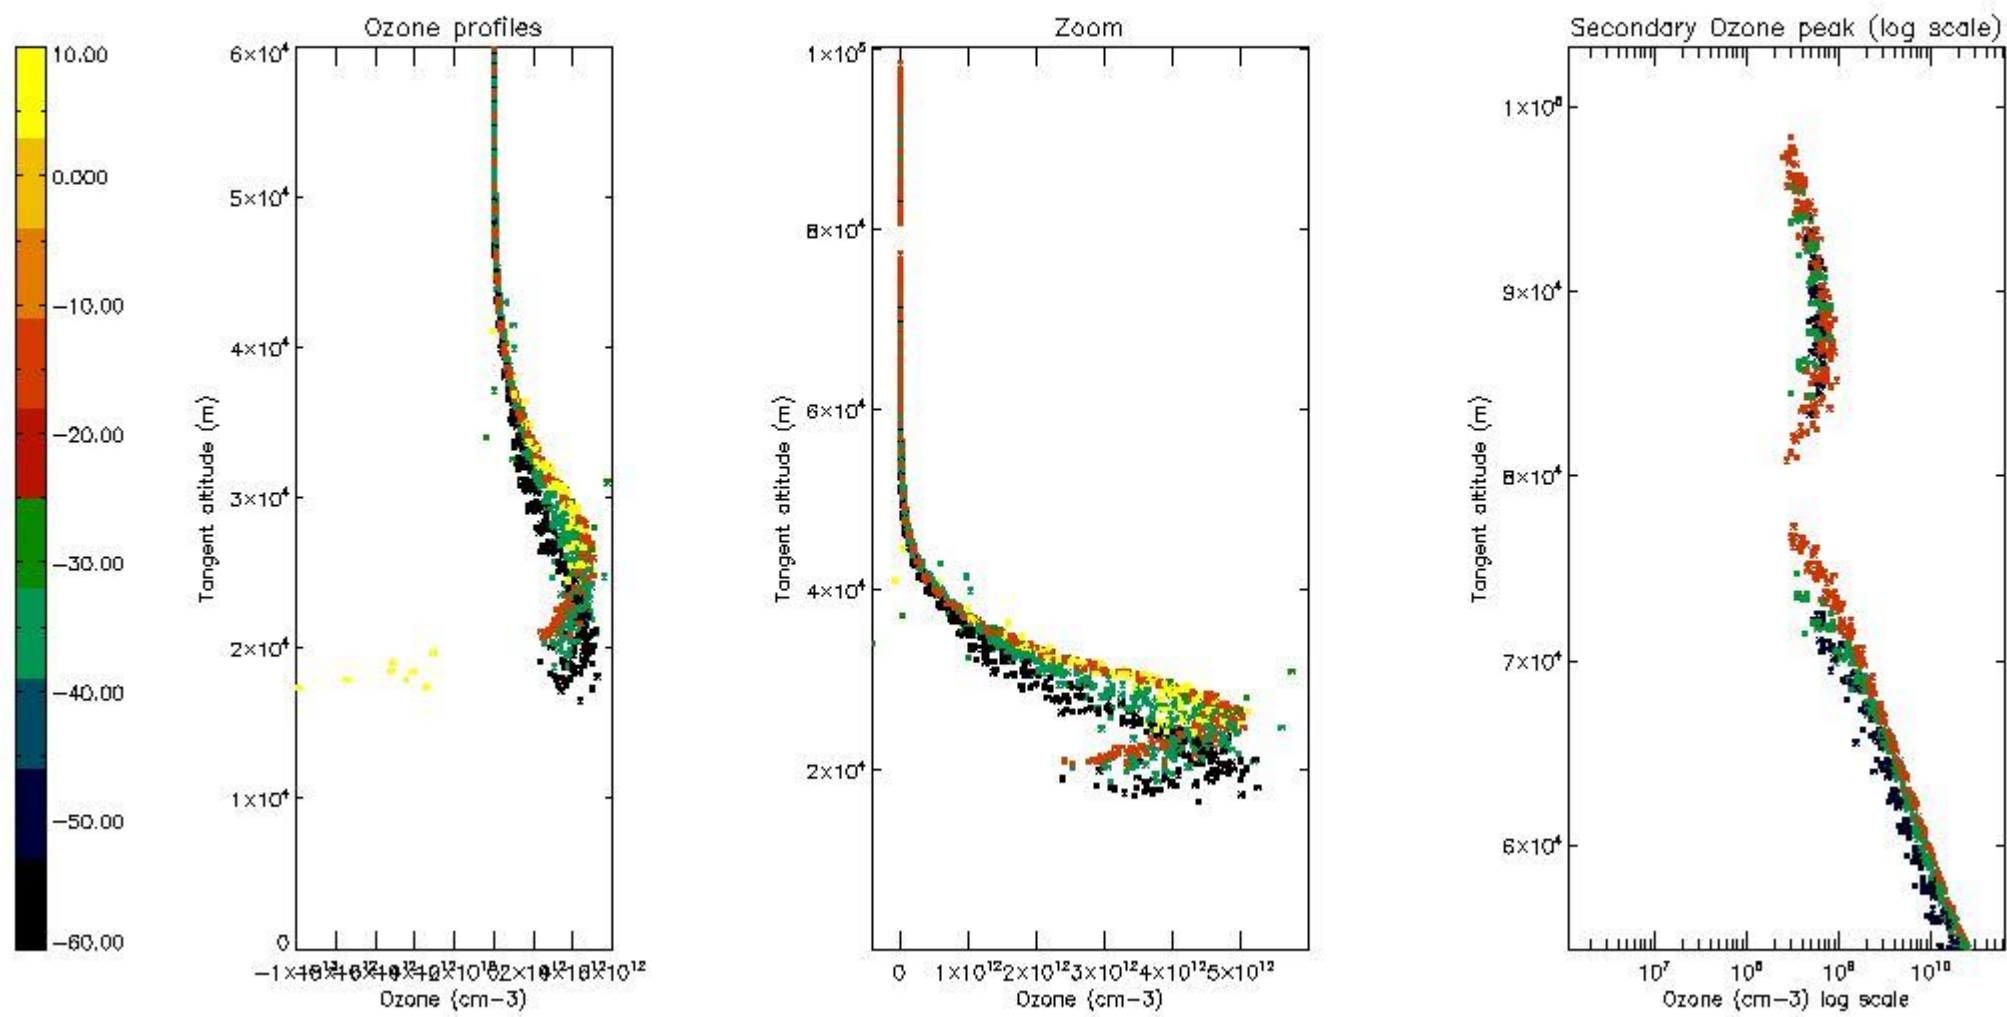 Ozone profiles
Zoom
Secondary Ozone peak (log scale)
10.00
0.000
−10.00
−20.00
−30.00
−40.00
−50.00
−60.00
6×10⁴
5×10⁴
4×10⁴
3×10⁴
2×10⁴
1×10⁴
0
Tangent altitude (m)
Ozone (cm−3)
1×10⁵
8×10⁴
6×10⁴
4×10⁴
2×10⁴
Tangent altitude (m)
0 1×10¹² 2×10¹² 3×10¹² 4×10¹² 5×10¹²
Ozone (cm−3)
9×10⁴
8×10⁴
7×10⁴
6×10⁴
Tangent altitude (m)
10⁷ 10⁸ 10⁹ 10¹⁰
Ozone (cm−3) log scale